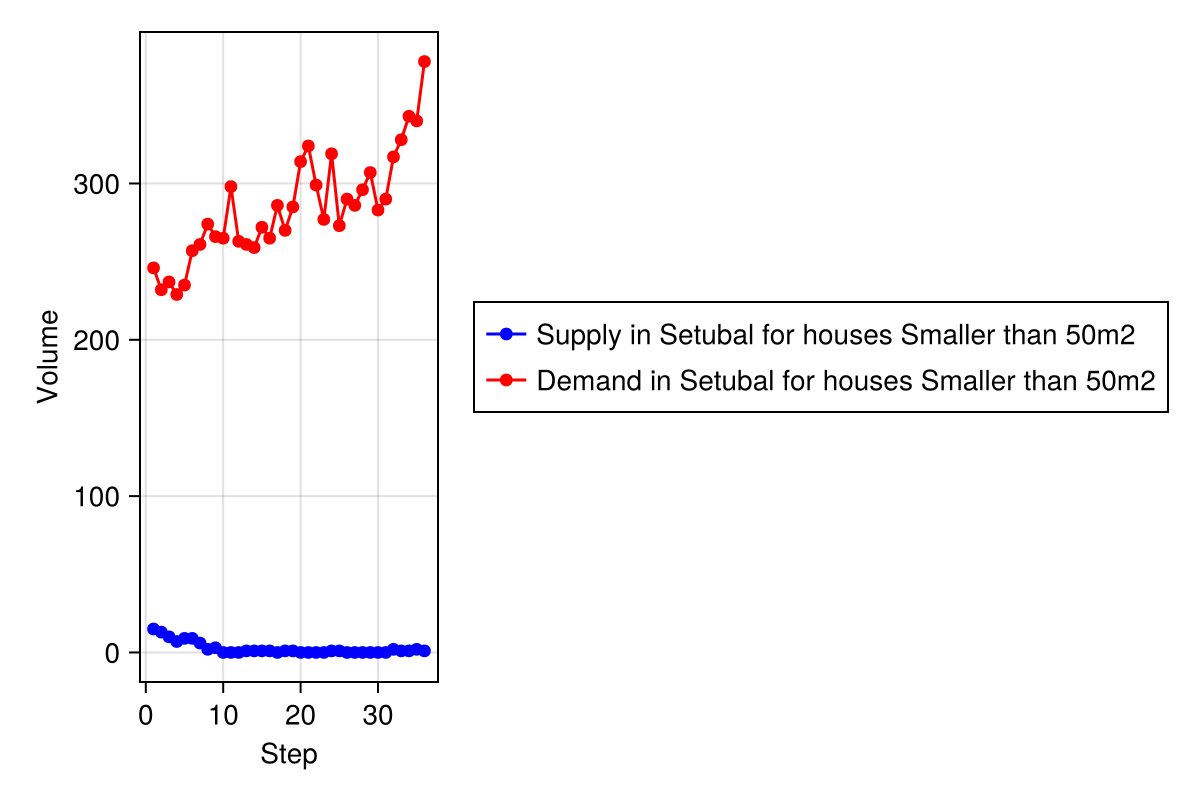 300
200
100
0
Volume
0 10 20 30
Step
Supply in Setubal for houses Smaller than 50m2
Demand in Setubal for houses Smaller than 50m2